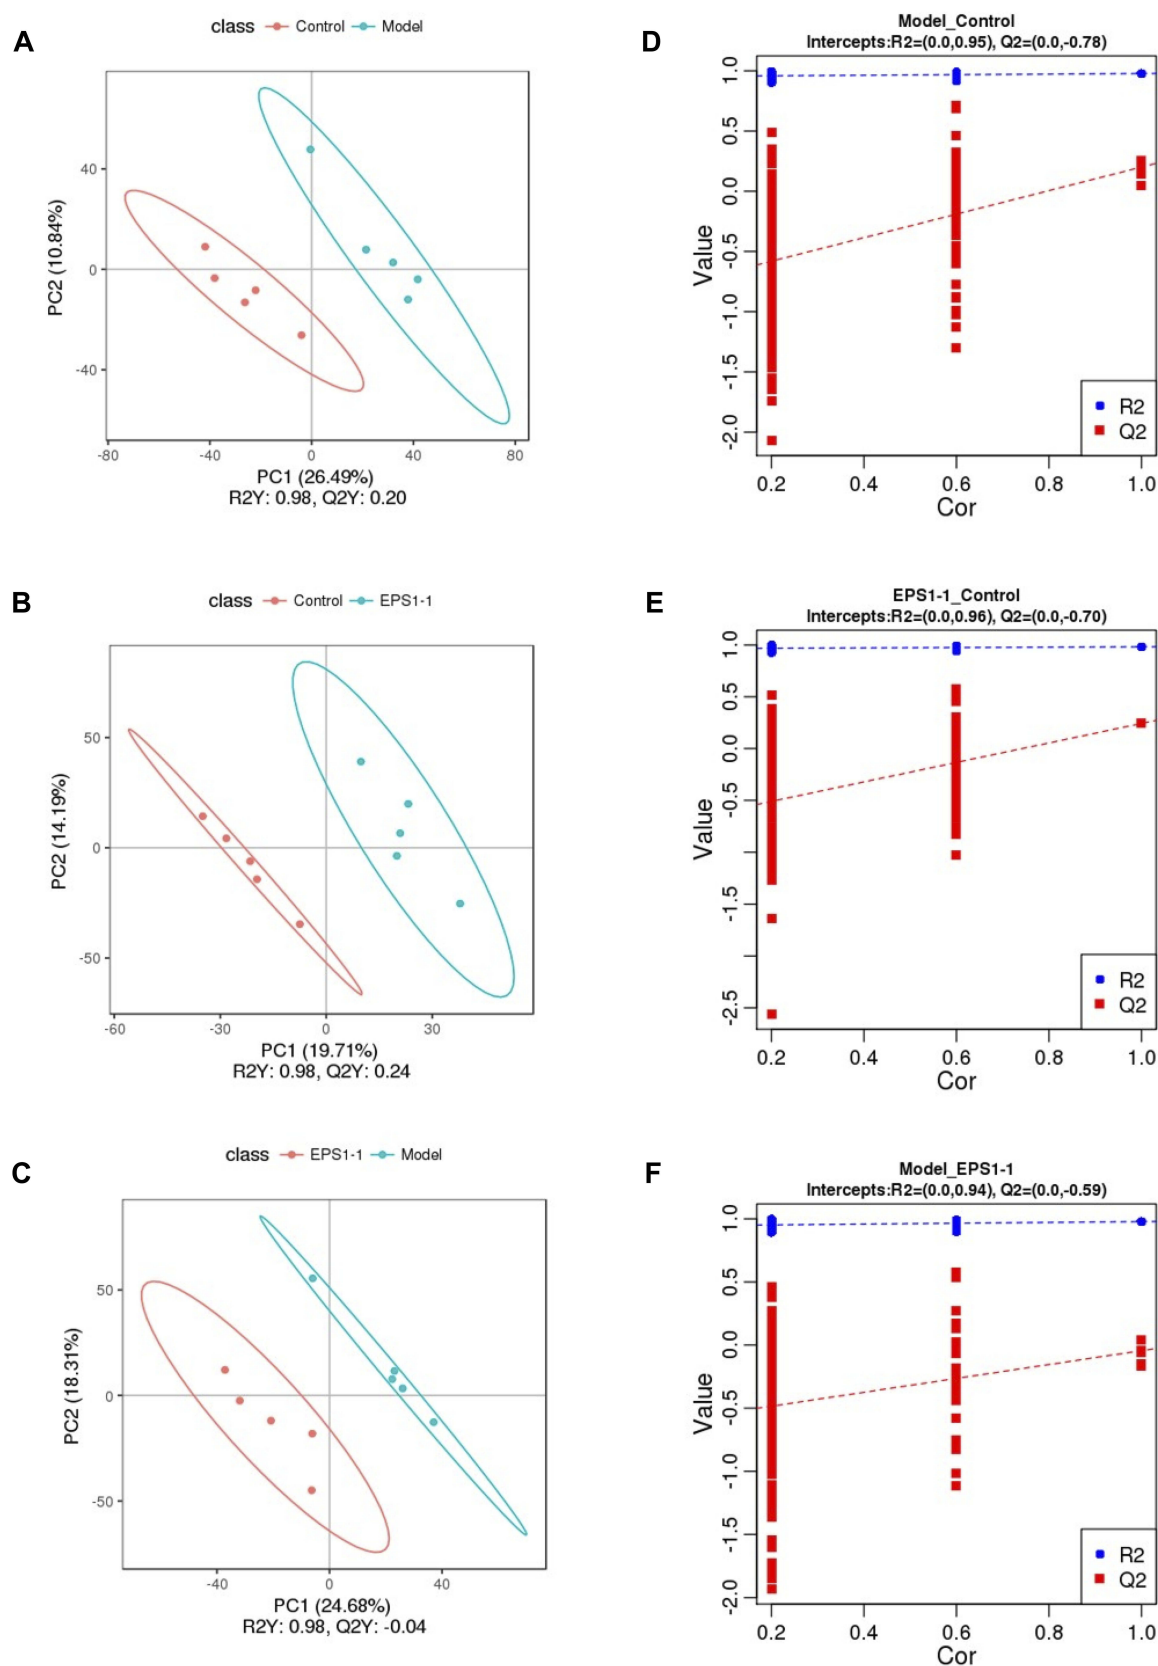 A
class Control Model
40
0
-40
PC2 (10.84%)
-80 -40 0 40 80
PC1 (26.49%)
R2Y: 0.98, Q2Y: 0.20
D
Model_Control
Intercepts:R2=(0.0,0.95), Q2=(0.0,-0.78)
1.0
0.5
0.0
-0.5
-1.0
-1.5
-2.0
Value
R2
Q2
0.2 0.4 0.6 0.8 1.0
Cor
B
class Control EPS1-1
50
0
-50
PC2 (14.19%)
-60 -30 0 30
PC1 (19.71%)
R2Y: 0.98, Q2Y: 0.24
E
EPS1-1_Control
Intercepts:R2=(0.0,0.96), Q2=(0.0,-0.70)
1.0
0.5
0.0
-0.5
-1.5
-2.5
Value
R2
Q2
0.2 0.4 0.6 0.8 1.0
Cor
C
class EPS1-1 Model
50
0
-50
PC2 (18.31%)
-40 0 40
PC1 (24.68%)
R2Y: 0.98, Q2Y: -0.04
F
Model_EPS1-1
Intercepts:R2=(0.0,0.94), Q2=(0.0,-0.59)
1.0
0.5
0.0
-0.5
-1.0
-1.5
-2.0
Value
R2
Q2
0.2 0.4 0.6 0.8 1.0
Cor